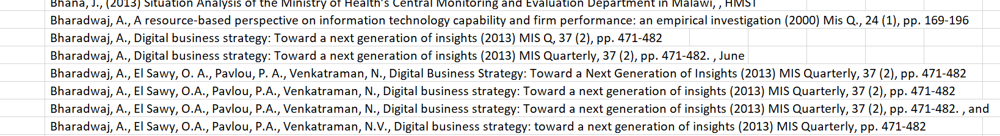 Bhana, J., (2013) Situation Analysis of the Ministry of Health's Central Monitoring and Evaluation Department in Malawi, , HMST
Bharadwaj, A., A resource-based perspective on information technology capability and firm performance: an empirical investigation (2000) Mis Q., 24 (1), pp. 169-196
Bharadwaj, A., Digital business strategy: Toward a next generation of insights (2013) MIS Q, 37 (2), pp. 471-482
Bharadwaj, A., Digital business strategy: Toward a next generation of insights (2013) MIS Quarterly, 37 (2), pp. 471-482. , June
Bharadwaj, A., El Sawy, O. A., Pavlou, P. A., Venkatraman, N., Digital Business Strategy: Toward a Next Generation of Insights (2013) MIS Quarterly, 37 (2), pp. 471-482
Bharadwaj, A., El Sawy, O.A., Pavlou, P.A., Venkatraman, N., Digital business strategy: Toward a next generation of insights (2013) MIS Quarterly, 37 (2), pp. 471-482
Bharadwaj, A., El Sawy, O.A., Pavlou, P.A., Venkatraman, N., Digital business strategy: Toward a next generation of insights (2013) MIS Quarterly, 37 (2), pp. 471-482. , and
Bharadwaj, A., El Sawy, O.A., Pavlou, P.A., Venkatraman, N.V., Digital business strategy: toward a next generation of insights (2013) MIS Quarterly, pp. 471-482